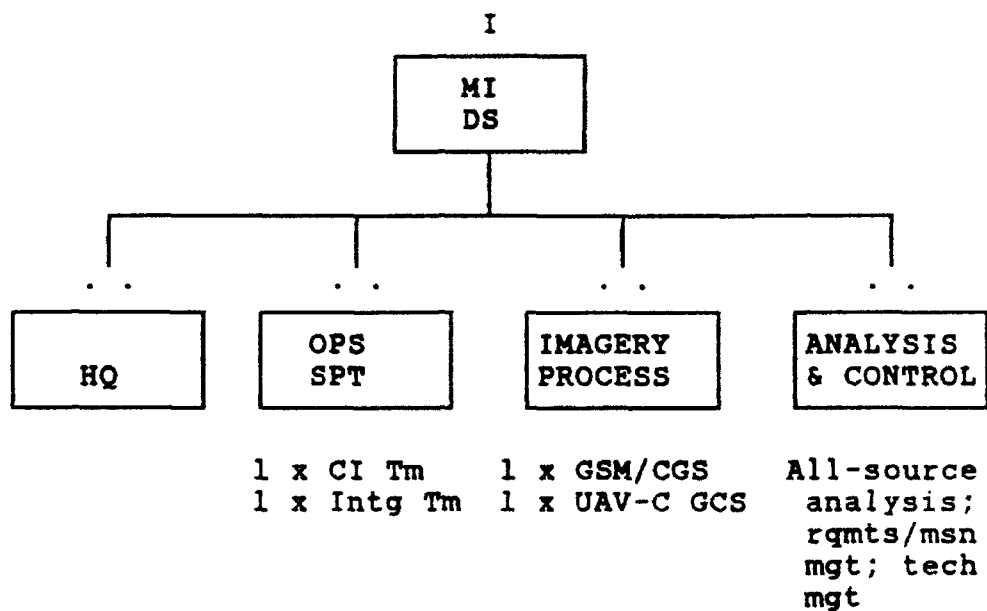 I
MI
DS
. .
. .
. .
. .
HQ
OPS
SPT
IMAGERY
PROCESS
ANALYSIS
& CONTROL
1 x CI Tm
1 x Intg Tm
1 x GSM/CGS
1 x UAV-C GCS
All-source
analysis;
rqmts/msn
mgt; tech
mgt